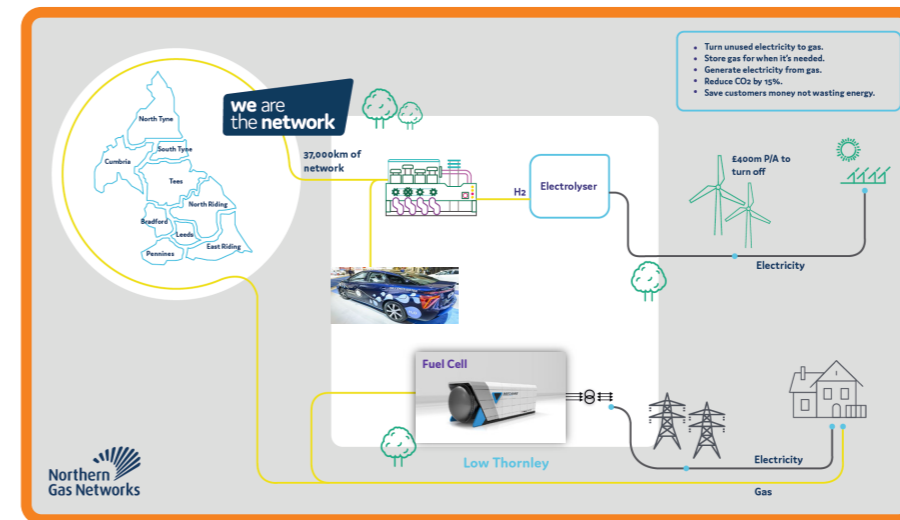 Turn unused electricity to gas.
Store gas for when it's needed.
Generate electricity from gas.
Reduce CO2 by 15%.
Save customers money not wasting energy.
we are
the network
37,000km of
network
North Tyne
South Tyne
Cumbria
Tees
North Riding
Bradford
Leeds
East Riding
Pennines
H2
Electrolyser
£400m P/A to
turn off
Electricity
Fuel Cell
Low Thornley
Electricity
Gas
Northern
Gas Networks